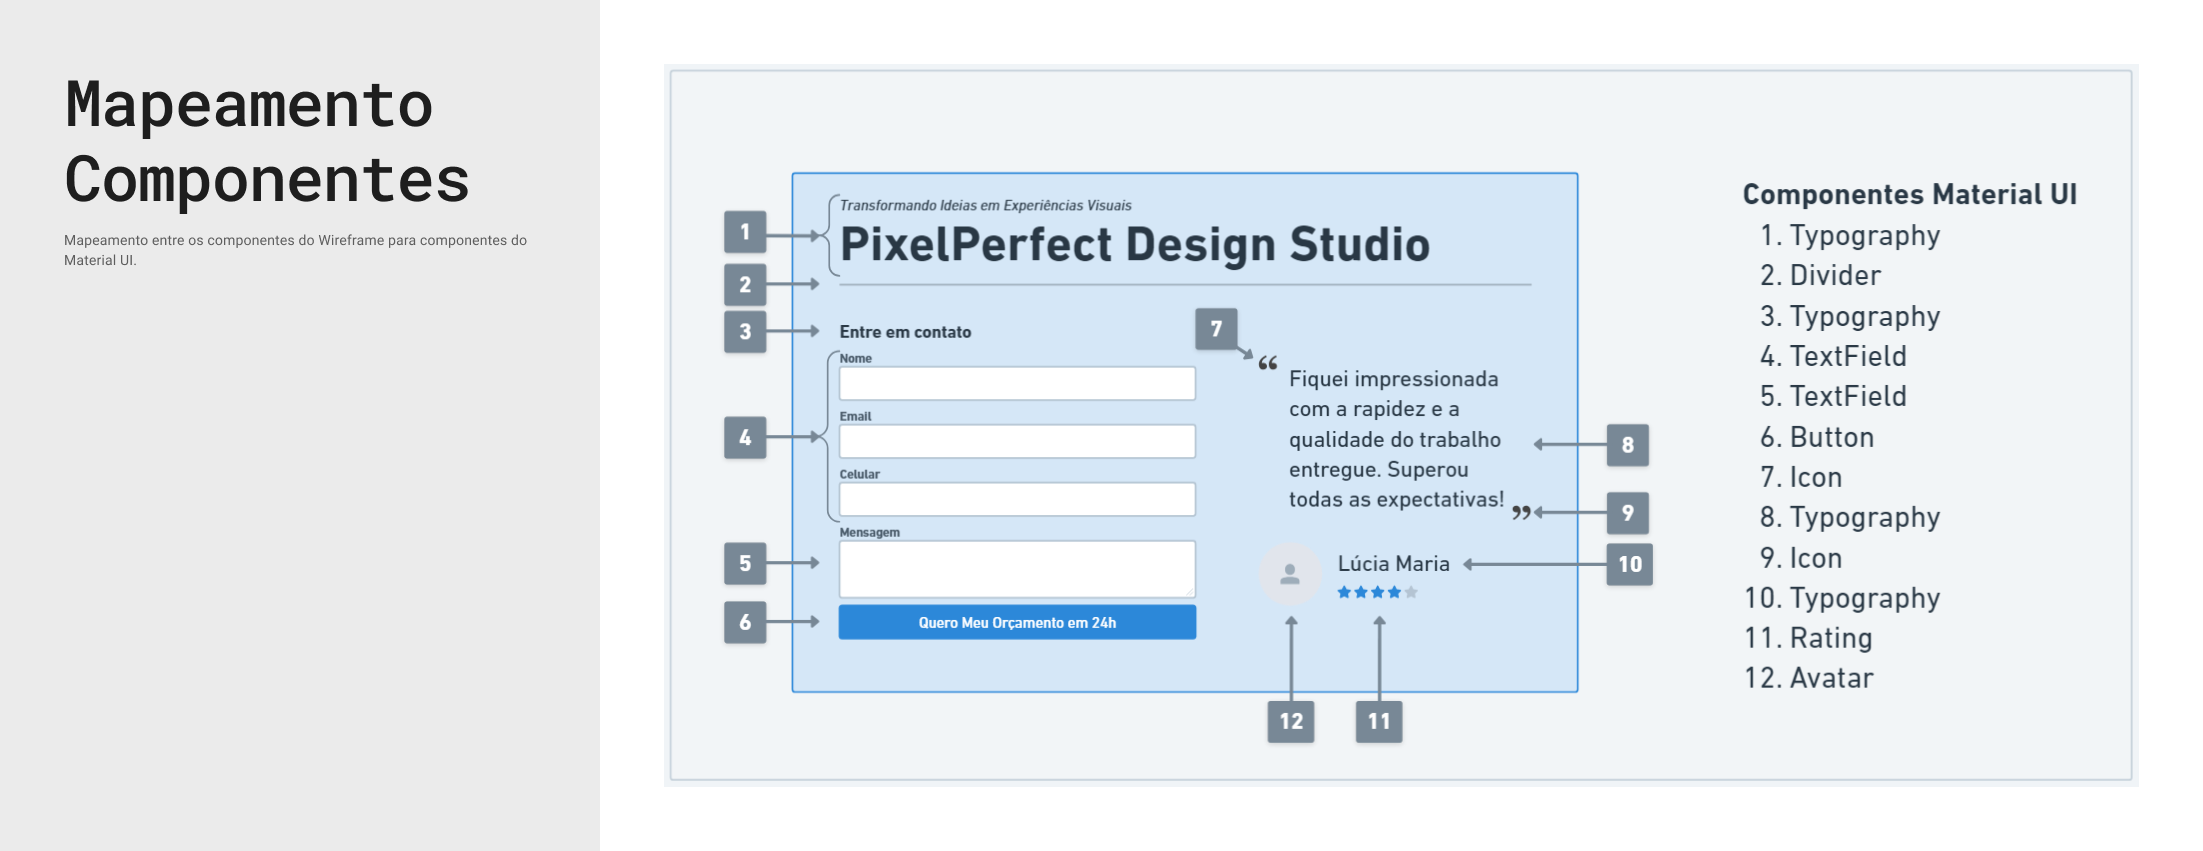 Mapeamento
Componentes
Mapeamento entre os componentes do Wireframe para componentes do
Material UI.
1
Transformando Ideias em Experiências Visuais
PixelPerfect Design Studio
2
3
Entre em contato
4
Nome
Email
Celular
5
Mensagem
6
Quero Meu Orçamento em 24h
7
“
Fiquei impressionada
com a rapidez e a
qualidade do trabalho
entregue. Superou
todas as expectativas!
”
8
9
Lúcia Maria
10
12
11
Componentes Material UI
1. Typography
2. Divider
3. Typography
4. TextField
5. TextField
6. Button
7. Icon
8. Typography
9. Icon
10. Typography
11. Rating
12. Avatar